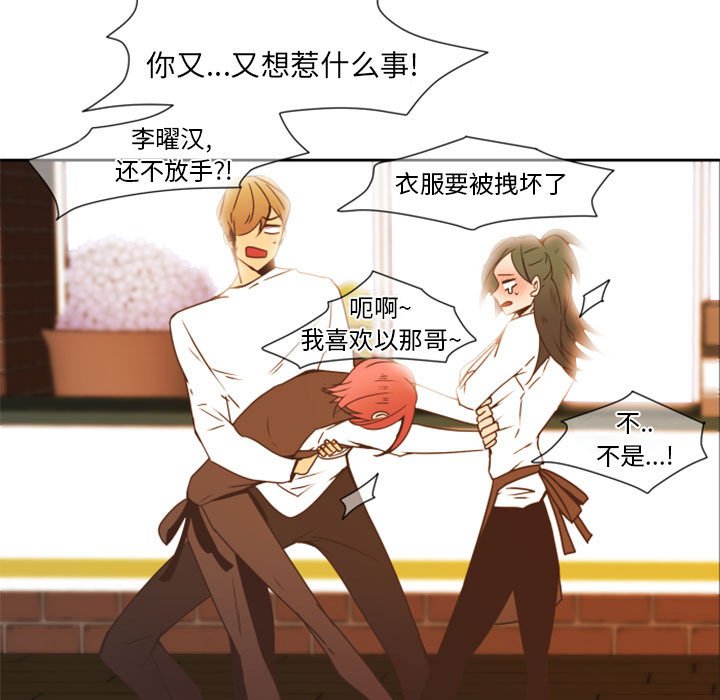 你又...又想惹什么事!
李曜汉,
还不放手?!
衣服要被拽坏了
呃啊~
我喜欢以那哥~
不..
不是...!